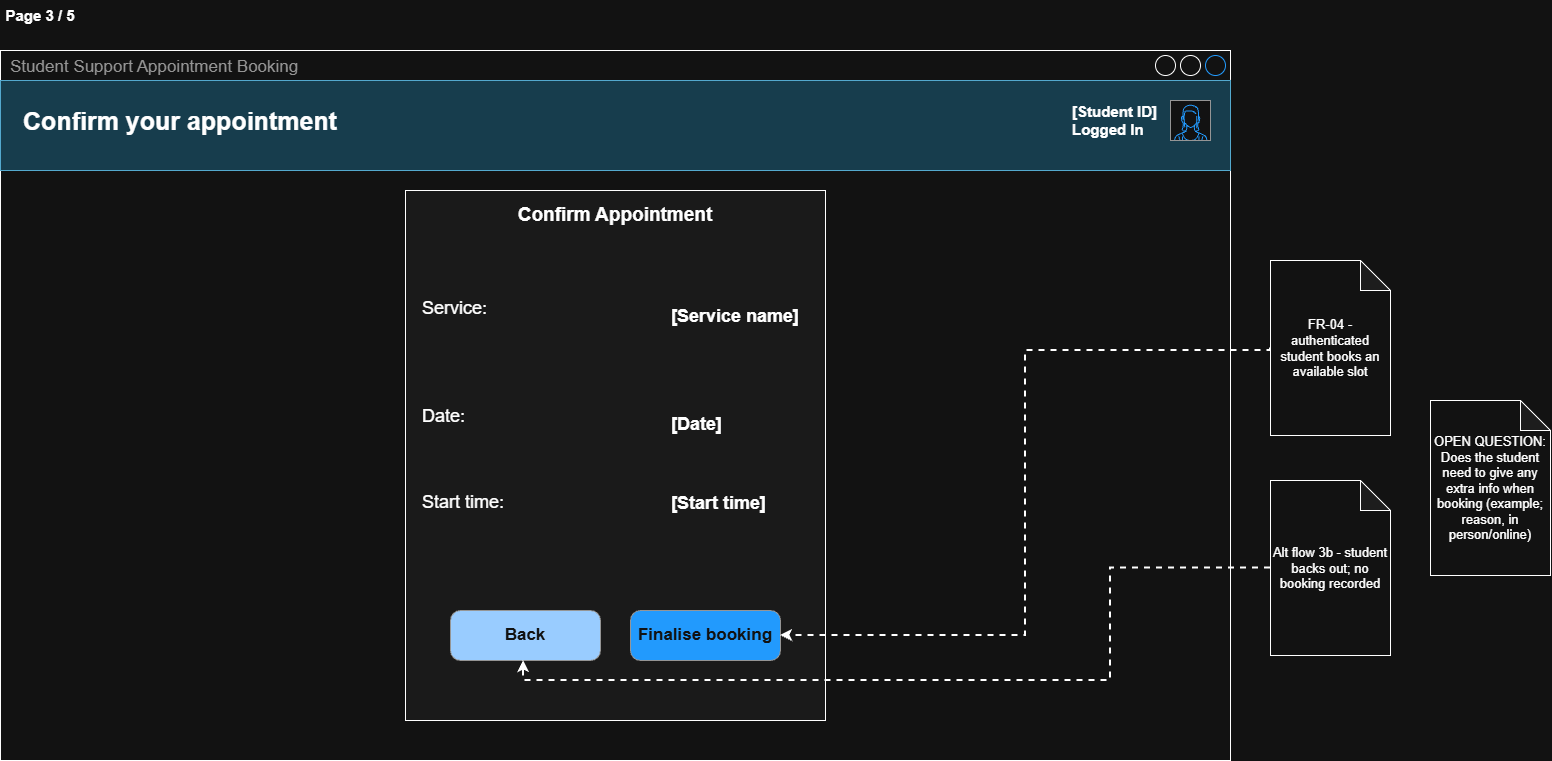 Page 3 / 5
Student Support Appointment Booking
Confirm your appointment
[Student ID]
Logged In
Confirm Appointment
Service:
[Service name]
Date:
[Date]
Start time:
[Start time]
Back
Finalise booking
FR-04 -
authenticated
student books an
available slot
Alt flow 3b - student
backs out; no
booking recorded
OPEN QUESTION:
Does the student
need to give any
extra info when
booking (example;
reason, in
person/online)